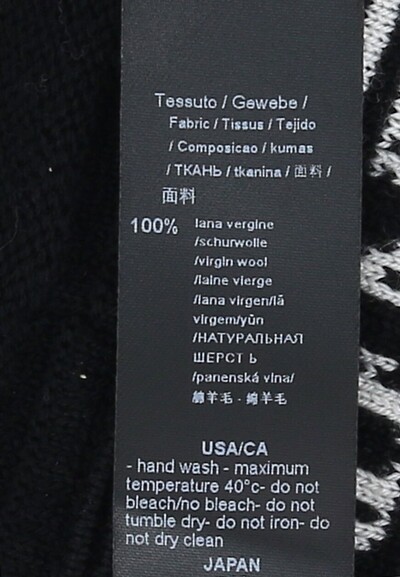 Tessuto / Gewebe /
Fabric / Tissus / Tejido
/ Composicao / kumas
/ ТКАНЬ / tkanina / 面料 /
面料
100% lana vergine
/schurwolle
/virgin wool
/laine vierge
/lana virgen/lã
virgem/yün
/НАТУРАЛЬНАЯ
ШЕРСТ Ь
/panenská vlna/
綿羊毛 · 綿羊毛
USA/CA
- hand wash - maximum
temperature 40°c- do not
bleach/no bleach- do not
tumble dry- do not iron- do
not dry clean
JAPAN